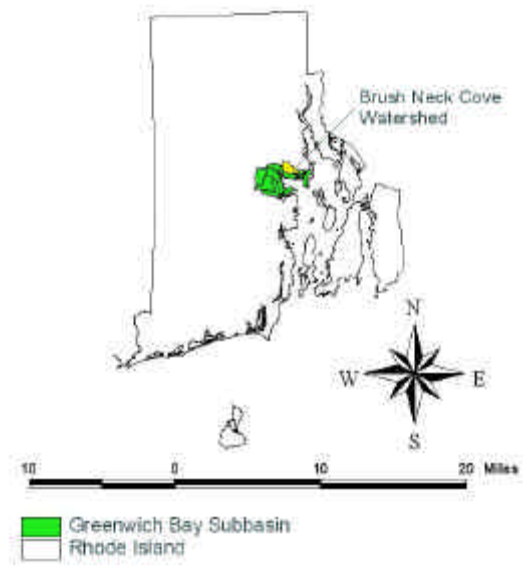 Brush Neck Cove
Watershed
N
W E
S
10 0 10 20 Miles
Greenwich Bay Subbasin
Rhode Island